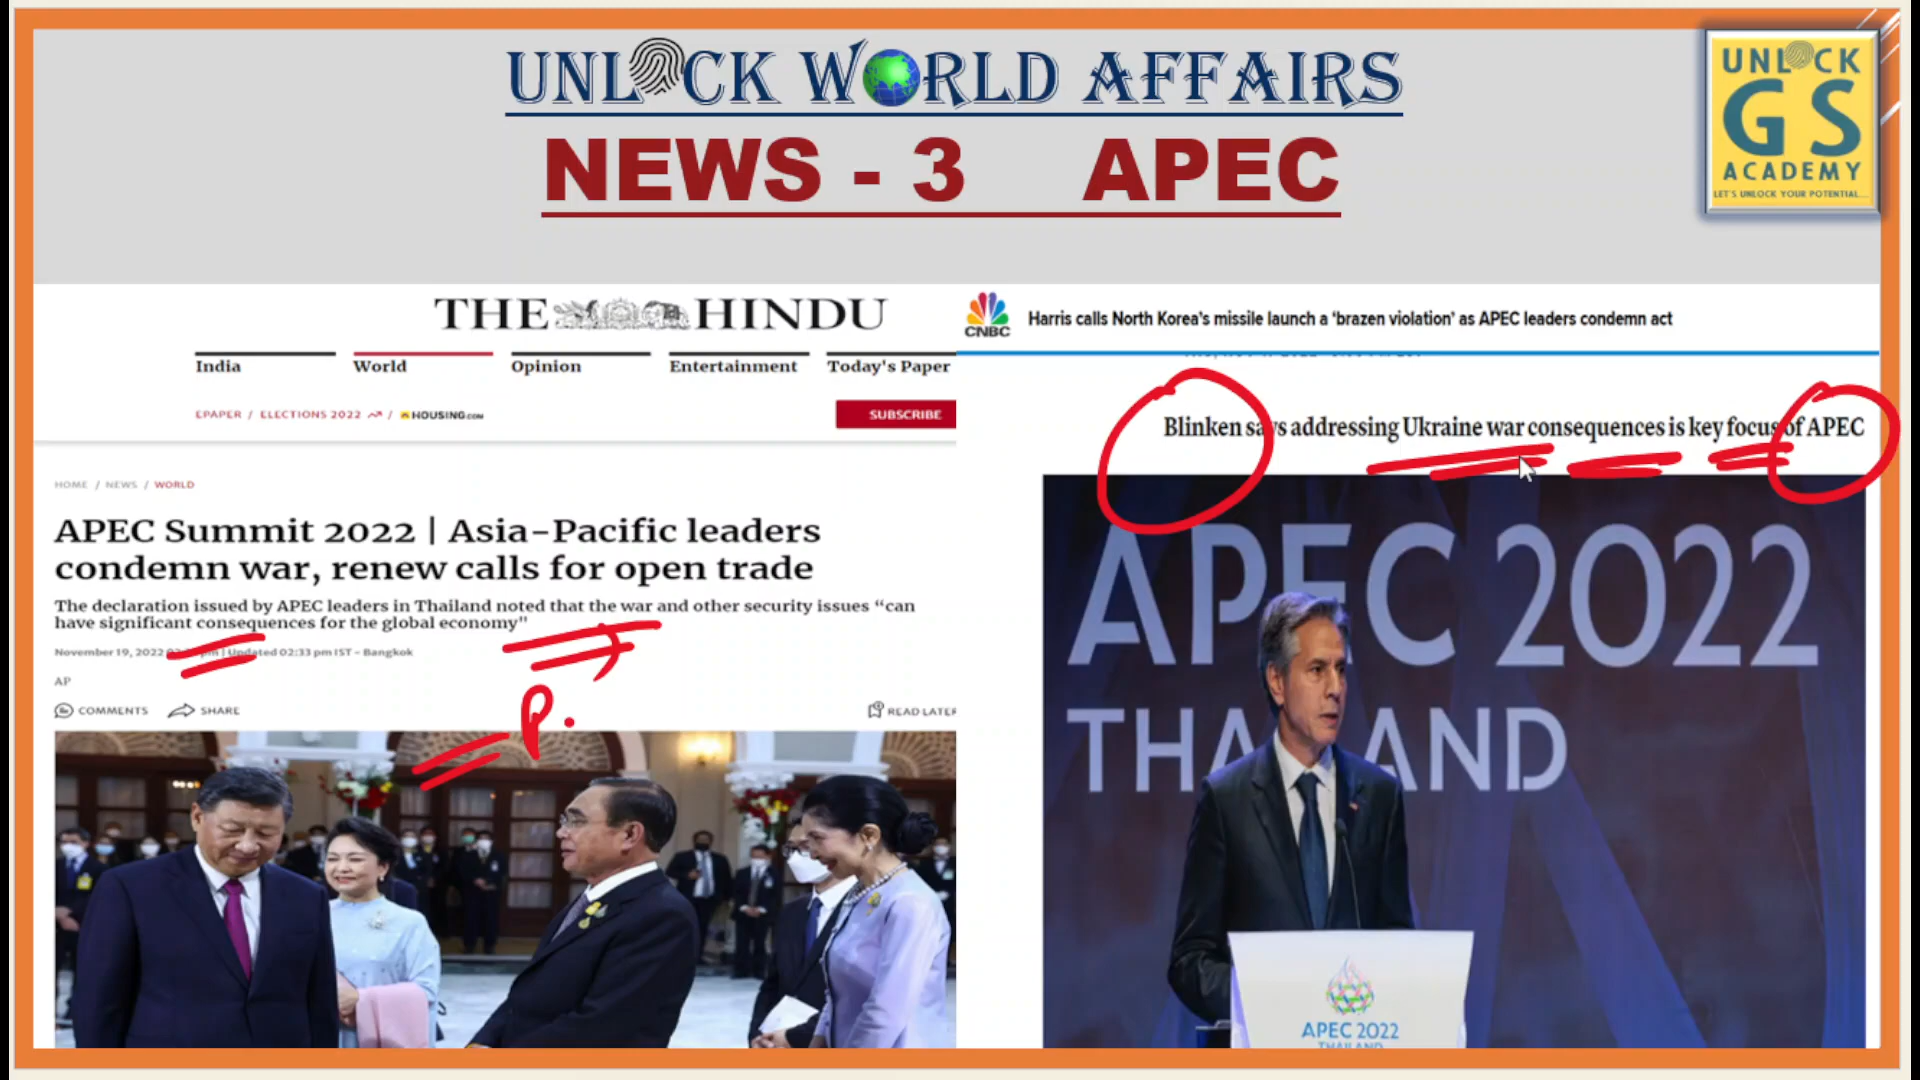 UNLOCK WORLD AFFAIRS
NEWS - 3 APEC
UNLOCK
GS
ACADEMY
LET'S UNLOCK YOUR POTENTIAL...
THE HINDU
India World Opinion Entertainment Today's Paper
EPAPER / ELECTIONS 2022 / HOUSING.COM
SUBSCRIBE
HOME / NEWS / WORLD
APEC Summit 2022 | Asia-Pacific leaders
condemn war, renew calls for open trade
The declaration issued by APEC leaders in Thailand noted that the war and other security issues “can
have significant consequences for the global economy"
November 19, 2022 pm | Updated 02:33 pm IST - Bangkok
AP
COMMENTS SHARE
READ LATER
P.
CNBC
Harris calls North Korea's missile launch a ‘brazen violation’ as APEC leaders condemn act
Blinken says addressing Ukraine war consequences is key focus of APEC
APEC 2022
THAILAND
APEC 2022
THAILAND